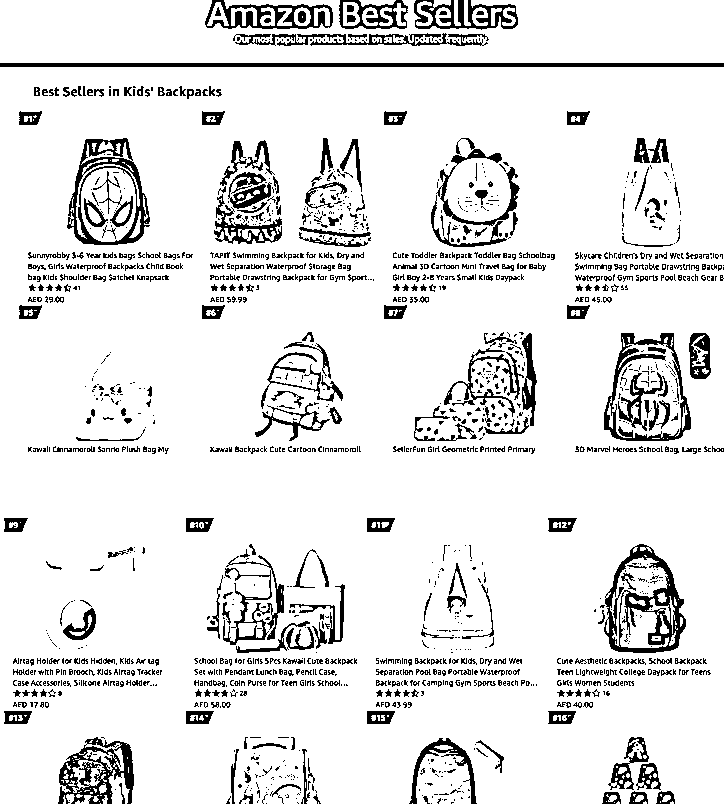 Amazon Best Sellers
Our most popular products based on sales. Updated frequently.
Best Sellers in Kids' Backpacks
#1
#2
#3
#4
Sunnyrobby 3-6 Year kids bags School Bags For
Boys, Girls Waterproof Backpacks Child Book
bag Kids Shoulder Bag Satchel Knapsack
41
AED 29.00
TAPIT Swimming Backpack for Kids, Dry and
Wet Separation Waterproof Storage Bag
Portable Drawstring Backpack for Gym Sport...
3
AED 59.99
Cute Toddler Backpack Toddler Bag Schoolbag
Animal 3D Cartoon Mini Travel Bag for Baby
Girl Boy 2-8 Years Small Kids Daypack
19
AED 35.00
Skycare Children's Dry and Wet Separation
Swimming Bag Portable Drawstring Backpa
Waterproof Gym Sports Pool Beach Gear B
AED 45.00
#5
#6
#7
#8
Kawaii Cinnamoroll Sanrio Plush Bag My
Kawaii Backpack Cute Cartoon Cinnamoroll
SellerFun Girl Geometric Printed Primary
3D Marvel Heroes School Bag, Large Schoo
#9
#10
#11
#12
Airtag Holder for Kids Hidden, Kids Air tag
Holder with Pin Brooch, Kids Airtag Tracker
Case Accessories, Silicone Airtag Holder...
AED 17.80
School Bag for Girls 5Pcs Kawaii Cute Backpack
Set with Pendant Lunch Bag, Pencil Case,
Handbag, Coin Purse for Teen Girls School...
28
AED 58.00
Swimming Backpack for Kids, Dry and Wet
Separation Pool Bag Portable Waterproof
Backpack for Camping Gym Sports Beach Po...
3
AED 43.99
Cute Aesthetic Backpacks, School Backpack
Teen Lightweight College Daypack for Teens
Girls Women Students
16
AED 40.00
#13
#14
#15
#16